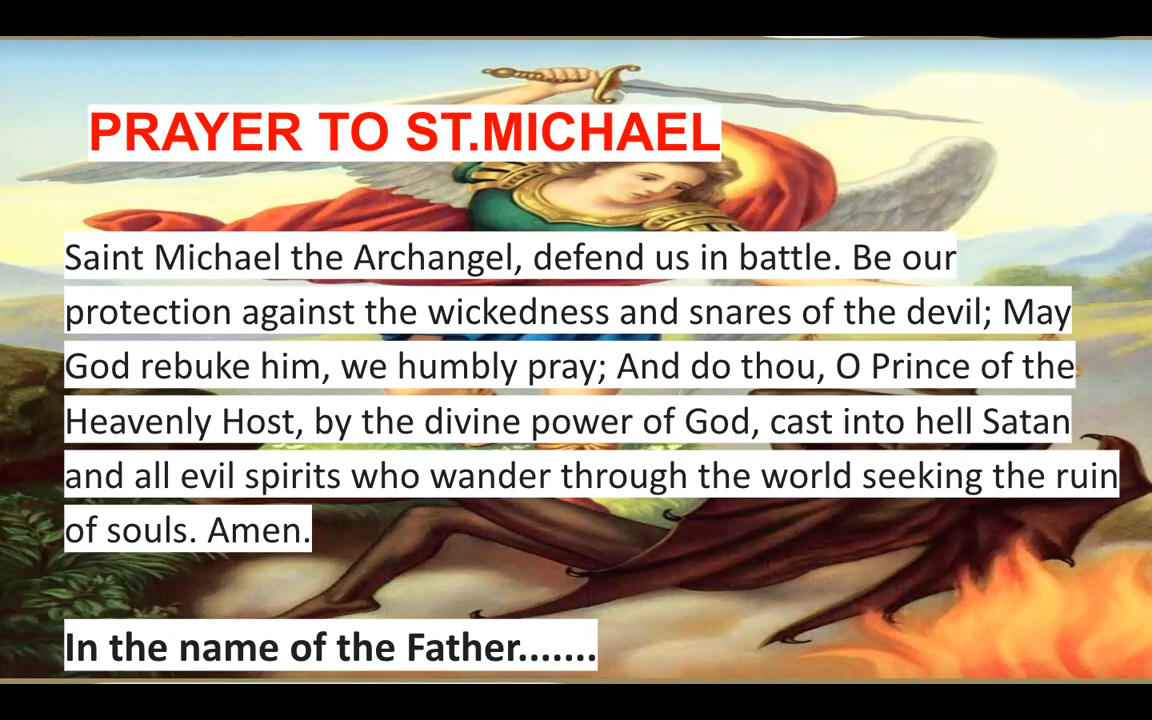 PRAYER TO ST.MICHAEL
Saint Michael the Archangel, defend us in battle. Be our
protection against the wickedness and snares of the devil; May
God rebuke him, we humbly pray; And do thou, O Prince of the
Heavenly Host, by the divine power of God, cast into hell Satan
and all evil spirits who wander through the world seeking the ruin
of souls. Amen.
In the name of the Father.......